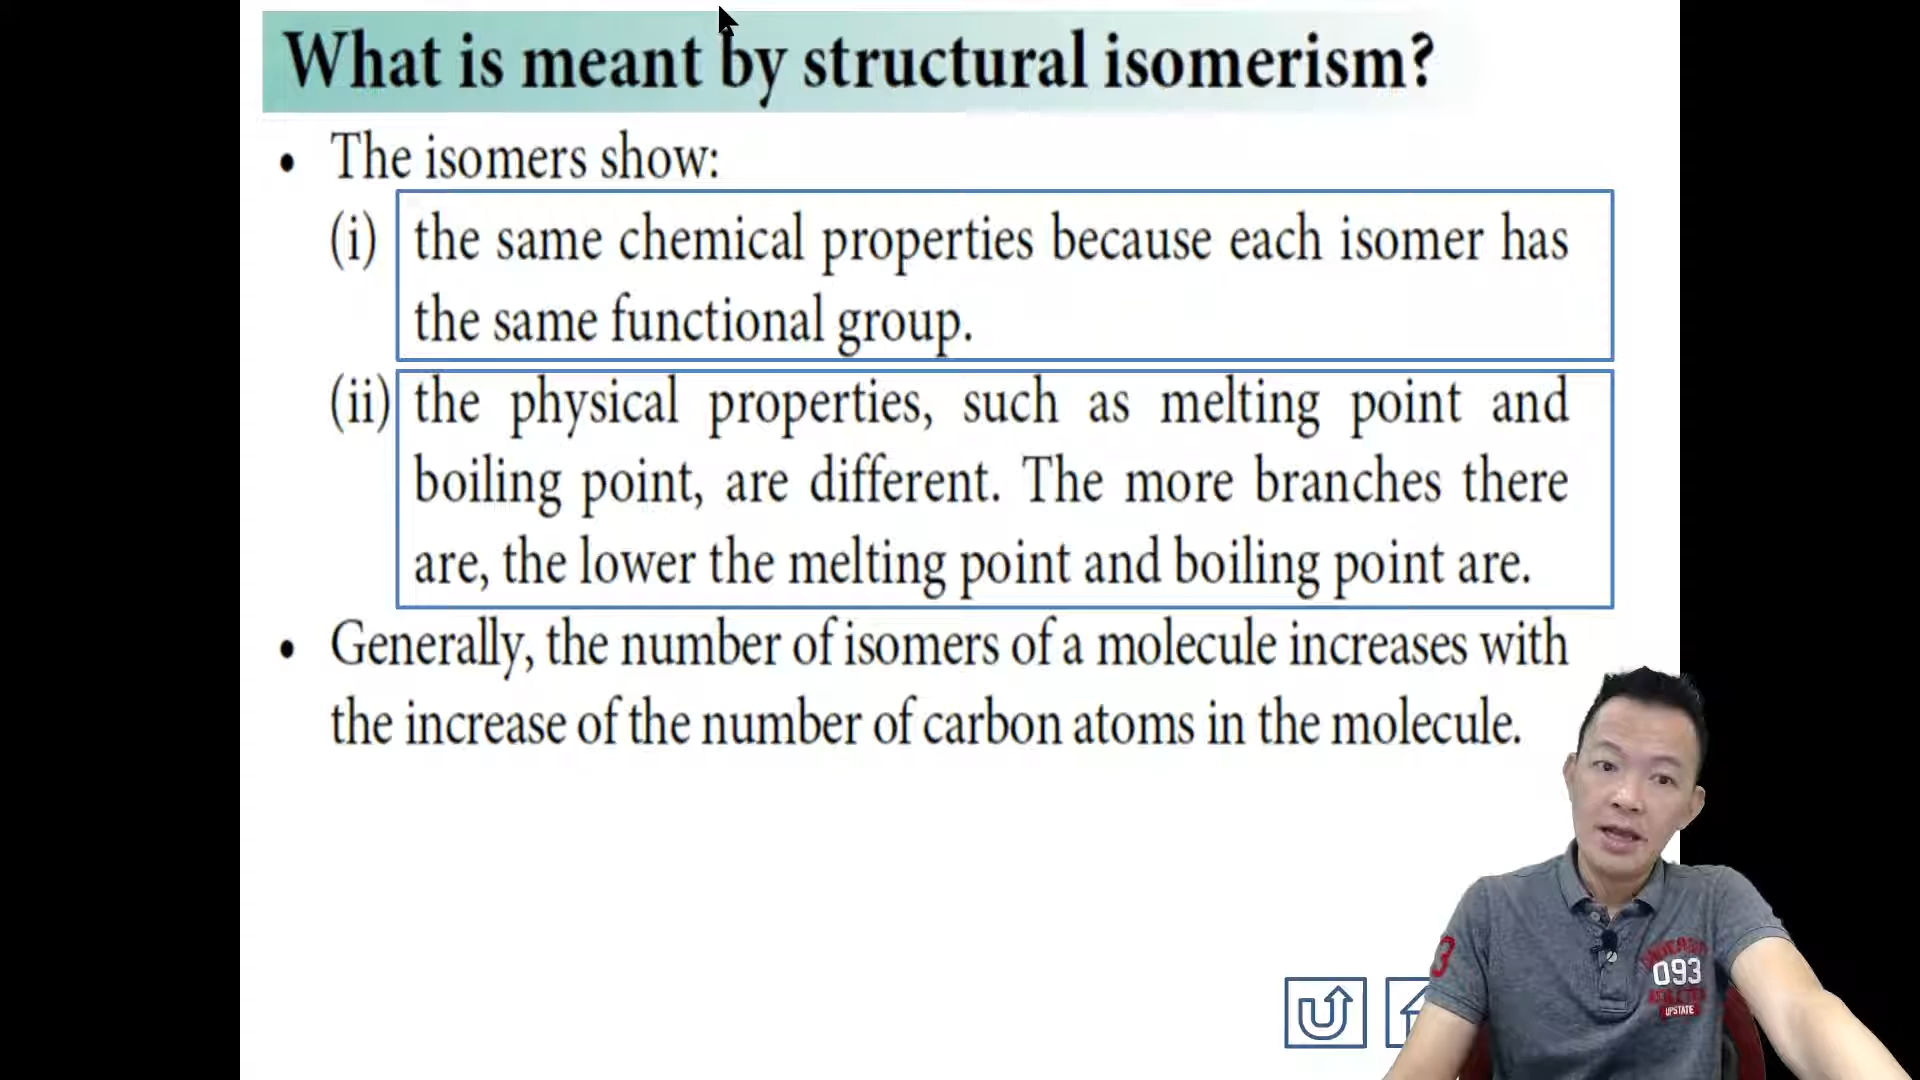 What is meant by structural isomerism?
• The isomers show:
(i) the same chemical properties because each isomer has
the same functional group.
(ii) the physical properties, such as melting point and
boiling point, are different. The more branches there
are, the lower the melting point and boiling point are.
• Generally, the number of isomers of a molecule increases with
the increase of the number of carbon atoms in the molecule.
3
093
UPSTATE